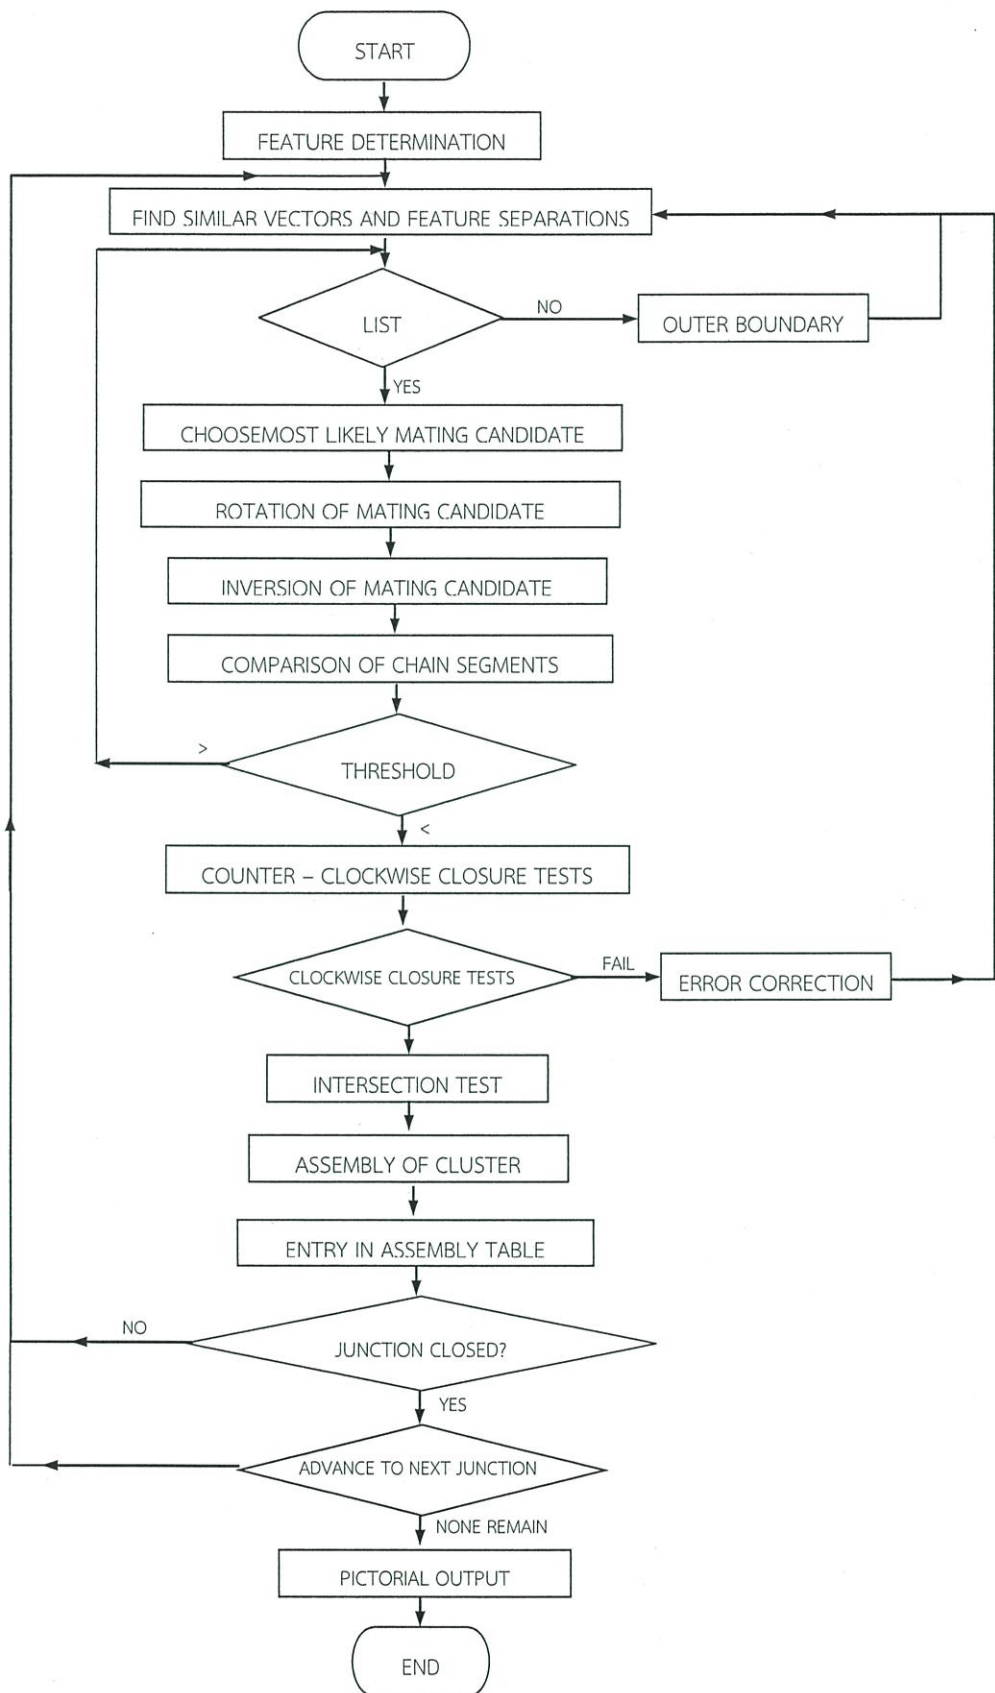 START
FEATURE DETERMINATION
FIND SIMILAR VECTORS AND FEATURE SEPARATIONS
LIST
NO
OUTER BOUNDARY
YES
CHOOSEMOST LIKELY MATING CANDIDATE
ROTATION OF MATING CANDIDATE
INVERSION OF MATING CANDIDATE
COMPARISON OF CHAIN SEGMENTS
>
THRESHOLD
<
COUNTER – CLOCKWISE CLOSURE TESTS
CLOCKWISE CLOSURE TESTS
FAIL
ERROR CORRECTION
INTERSECTION TEST
ASSEMBLY OF CLUSTER
ENTRY IN ASSEMBLY TABLE
NO
JUNCTION CLOSED?
YES
ADVANCE TO NEXT JUNCTION
NONE REMAIN
PICTORIAL OUTPUT
END